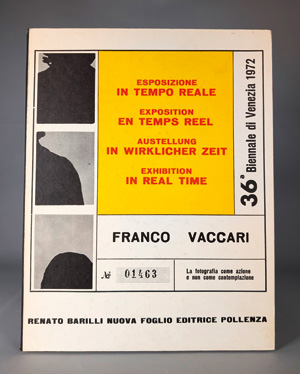 ESPOSIZIONE
IN TEMPO REALE
EXPOSITION
EN TEMPS REEL
AUSTELLUNG
IN WIRKLICHER ZEIT
EXHIBITION
IN REAL TIME
36ª Biennale di Venezia 1972
FRANCO VACCARI
№ 01463
La fotografia come azione
e non come contemplazione
RENATO BARILLI NUOVA FOGLIO EDITRICE POLLENZA